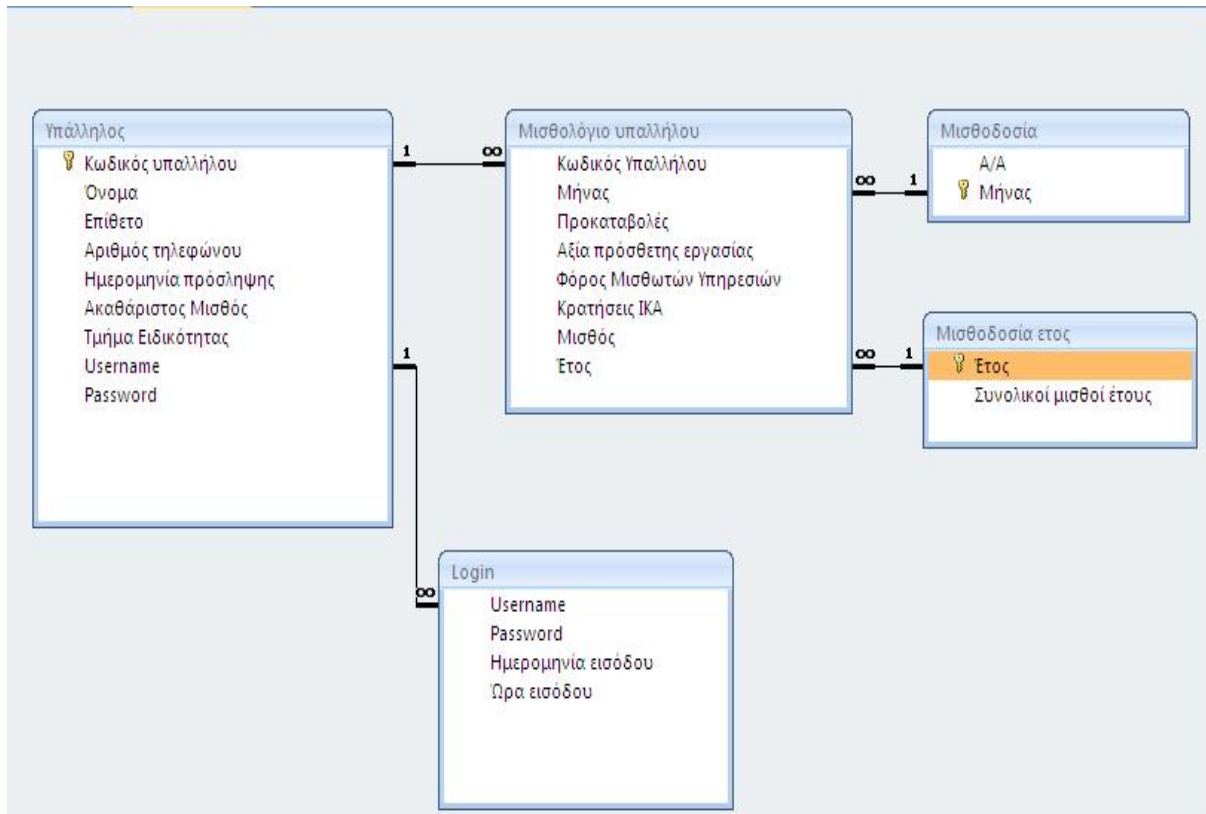 Υπάλληλος
Κωδικός υπαλλήλου
Όνομα
Επίθετο
Αριθμός τηλεφώνου
Ημερομηνία πρόσληψης
Ακαθάριστος Μισθός
Τμήμα Ειδικότητας
Username
Password
1
∞
Μισθολόγιο υπαλλήλου
Κωδικός Υπαλλήλου
Μήνας
Προκαταβολές
Αξία πρόσθετης εργασίας
Φόρος Μισθωτών Υπηρεσιών
Κρατήσεις ΙΚΑ
Μισθός
Έτος
∞
1
Μισθοδοσία
Α/Α
Μήνας
∞
1
Μισθοδοσία ετος
Έτος
Συνολικοί μισθοί έτους
1
∞
Login
Username
Password
Ημερομηνία εισόδου
Ώρα εισόδου